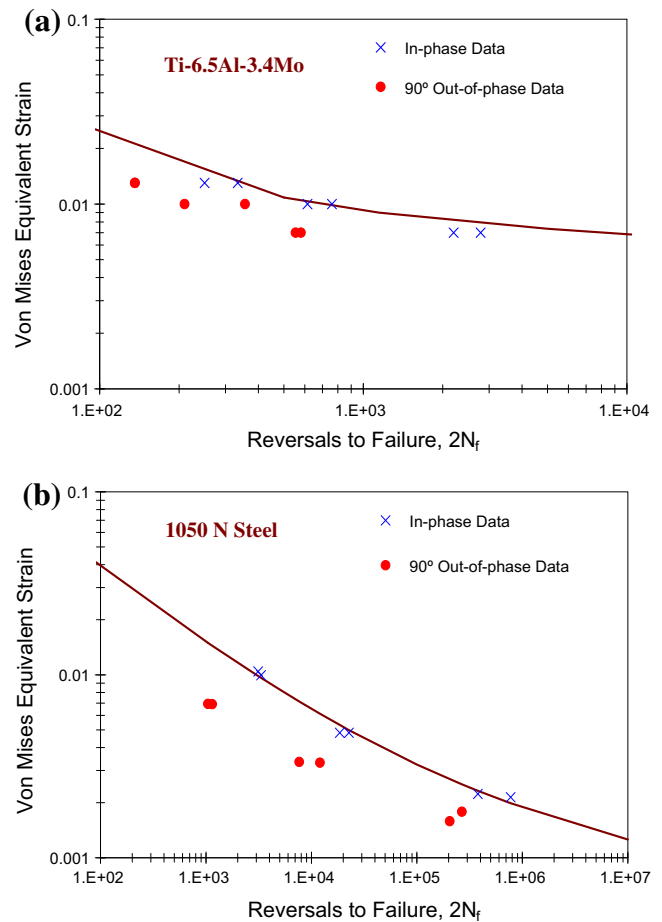 (a)
0.1
Ti-6.5Al-3.4Mo
In-phase Data
90º Out-of-phase Data
Von Mises Equivalent Strain
0.01
0.001
1.E+02
1.E+03
1.E+04
Reversals to Failure, 2Nf
(b)
0.1
1050 N Steel
In-phase Data
90º Out-of-phase Data
Von Mises Equivalent Strain
0.01
0.001
1.E+02
1.E+03
1.E+04
1.E+05
1.E+06
1.E+07
Reversals to Failure, 2Nf